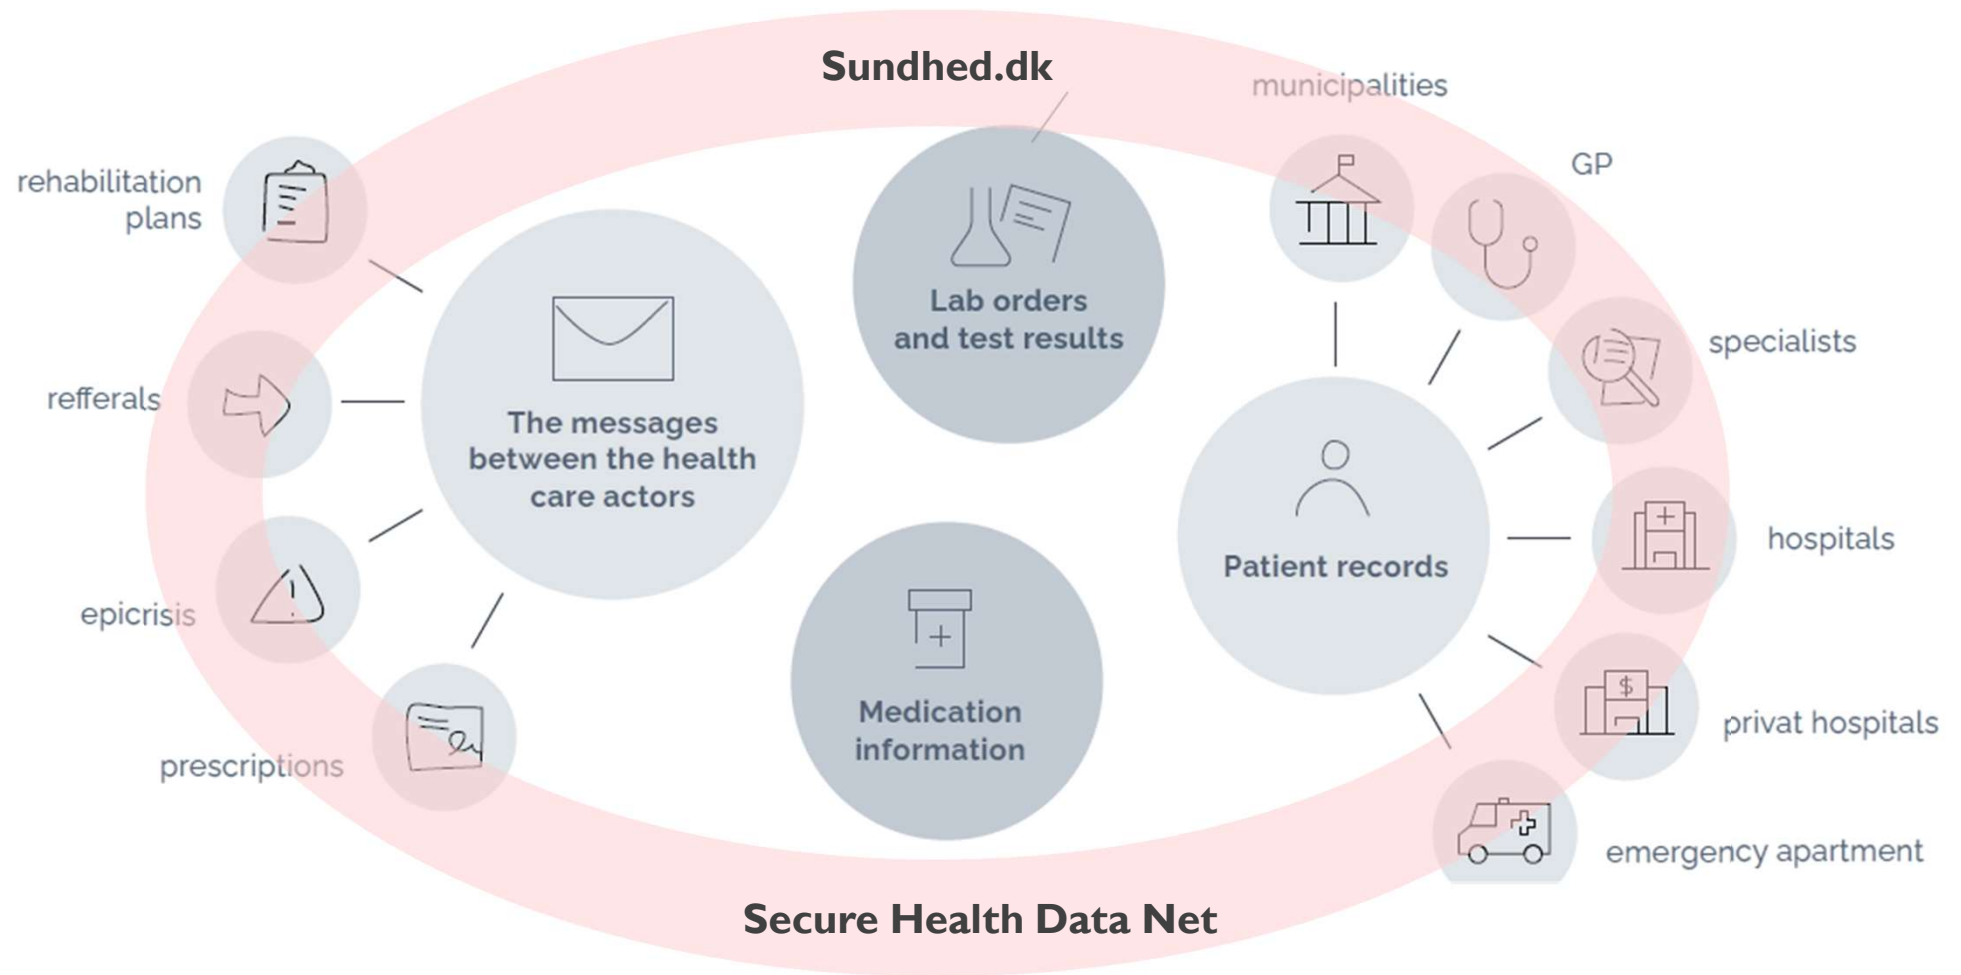 Sundhed.dk
municipalities
GP
rehabilitation
plans
Lab orders
and test results
specialists
refferals
The messages
between the health
care actors
hospitals
Patient records
epicrisis
Medication
information
privat hospitals
$
prescriptions
emergency apartment
Secure Health Data Net